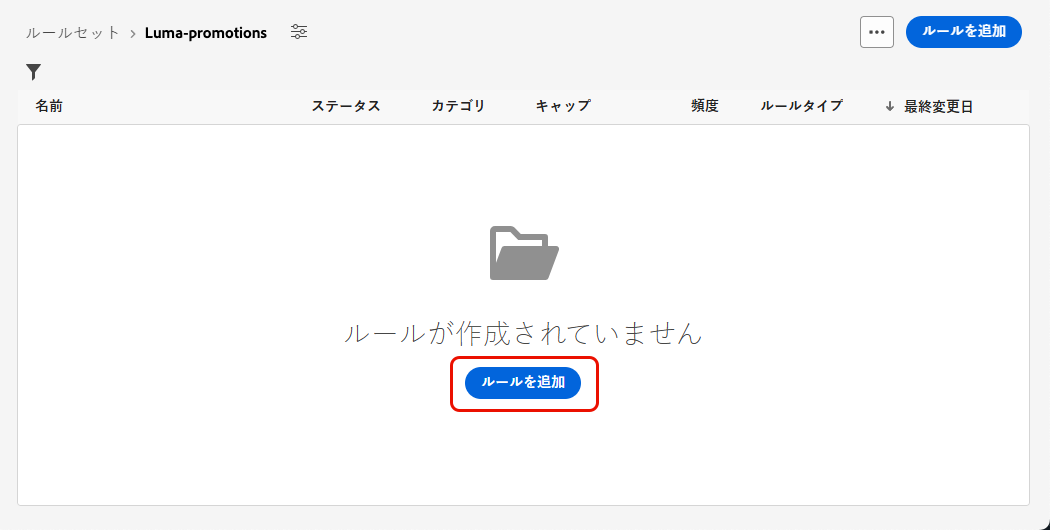 ルールセット > Luma-promotions
ルールを追加
名前 ステータス カテゴリ キャップ 頻度 ルールタイプ ↓ 最終変更日
ルールが作成されていません
ルールを追加